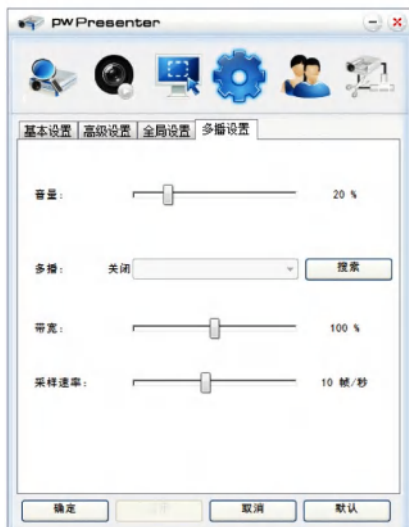 pwPresenter
基本设置 高级设置 全局设置 多播设置
音量： 20 %
多播： 关闭 搜索
带宽： 100 %
采样速率： 10 帧/秒
确定 取消 默认